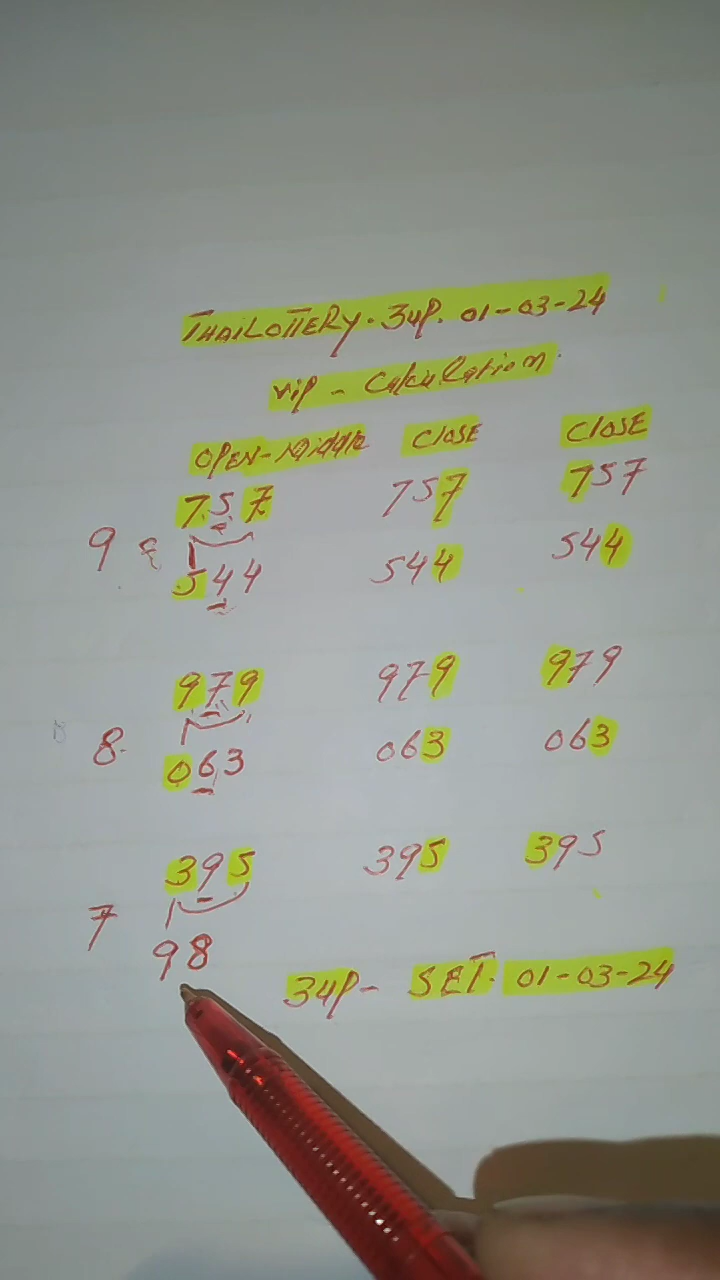 THAILOTTERY. 3UP. 01-03-24
VIP - Calculation.
OPEN-Middle CLOSE CLOSE
757 757 757
9
544 544 544
979 979 979
8.
063 063 063
395 395 395
7
98
3UP- SET. 01-03-24